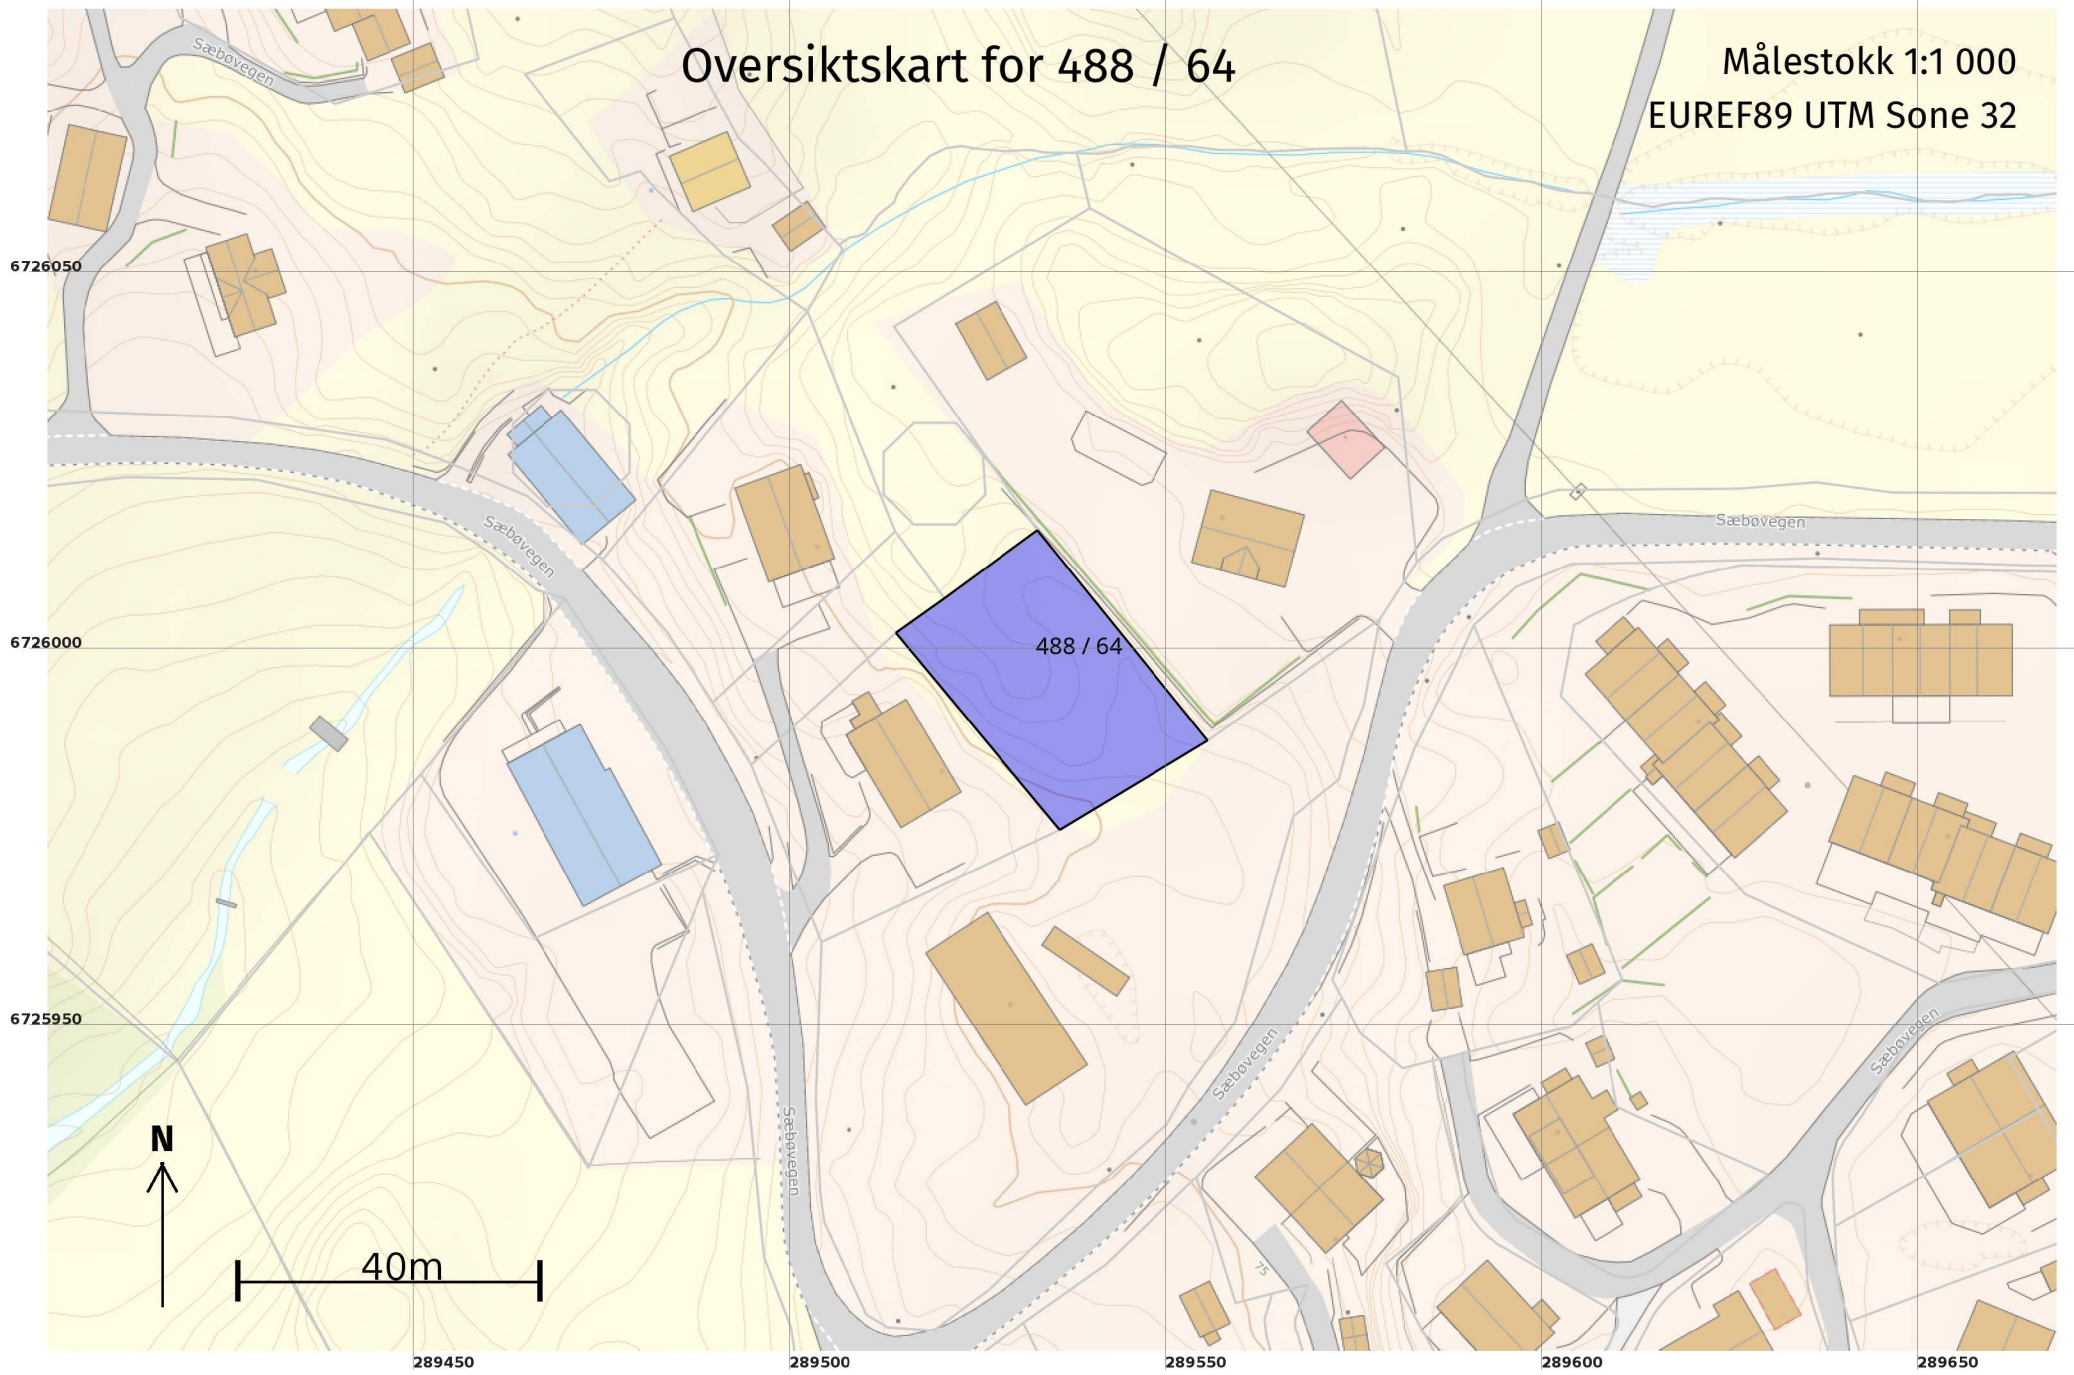 Oversiktskart for 488 / 64
Målestokk 1:1 000
EUREF89 UTM Sone 32
Sæbøvegen
6726050
Sæbøvegen
Sæbøvegen
6726000
488 / 64
6725950
Sæbøvegen
Sæbøvegen
Sæbøvegen
N
40m
75
289450
289500
289550
289600
289650